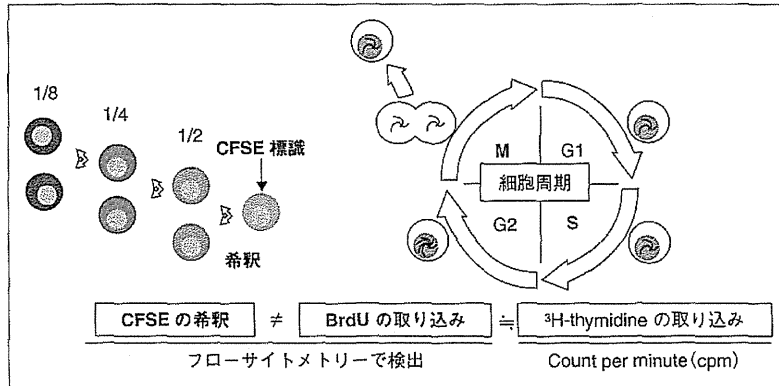 1/8
1/4
1/2
CFSE 標識
希釈
M
G1
細胞周期
G2
S
CFSE の希釈 ≠ BrdU の取り込み ≒ ³H-thymidine の取り込み
フローサイトメトリーで検出 Count per minute(cpm)